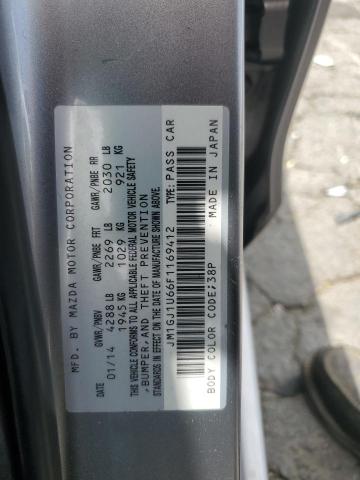 MFD. BY MAZDA MOTOR CORPORATION
GVWR/PNBV GAWR/PNBE FRT GAWR/PNBE RR
DATE 4288 LB 2269 LB 2030 LB
01/14 1945 KG 1029 KG 921 KG
THIS VEHICLE CONFORMS TO ALL APPLICABLE FEDERAL MOTOR VEHICLE SAFETY
,BUMPER,AND THEFT PREVENTION
STANDARDS IN EFFECT ON THE DATE OF MANUFACTURE SHOWN ABOVE.
JM1GJ1U66F1169412 TYPE:PASS CAR
BODY COLOR CODE;38P MADE IN JAPAN